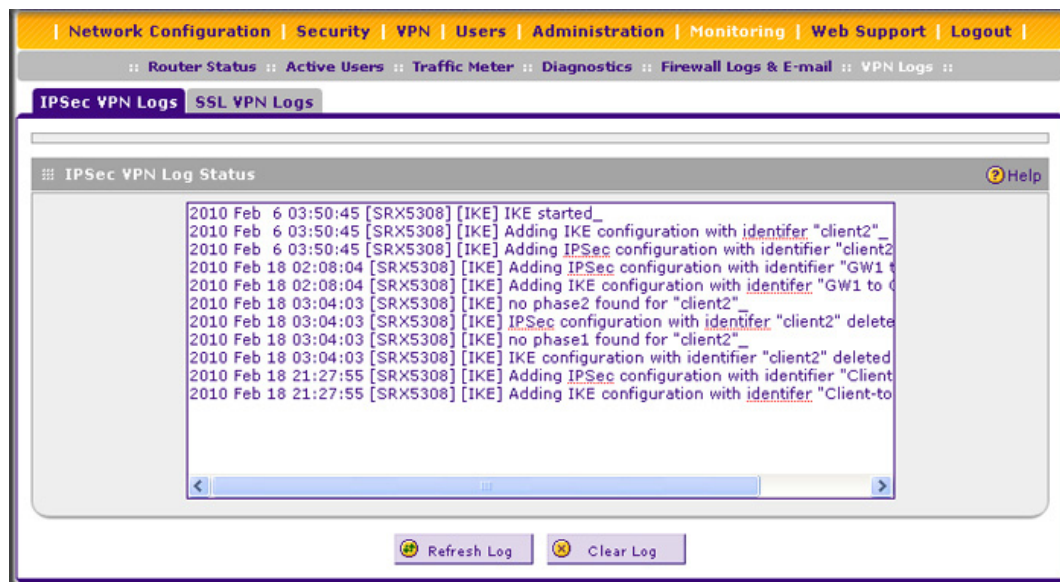 | Network Configuration | Security | VPN | Users | Administration | Monitoring | Web Support | Logout |
:: Router Status :: Active Users :: Traffic Meter :: Diagnostics :: Firewall Logs & E-mail :: VPN Logs ::
IPSec VPN Logs SSL VPN Logs
IPSec VPN Log Status ? Help
2010 Feb  6 03:50:45 [SRX5308] [IKE] IKE started_
2010 Feb  6 03:50:45 [SRX5308] [IKE] Adding IKE configuration with identifer "client2"_
2010 Feb  6 03:50:45 [SRX5308] [IKE] Adding IPSec configuration with identifier "client2
2010 Feb 18 02:08:04 [SRX5308] [IKE] Adding IPSec configuration with identifier "GW1 t
2010 Feb 18 02:08:04 [SRX5308] [IKE] Adding IKE configuration with identifer "GW1 to
2010 Feb 18 03:04:03 [SRX5308] [IKE] no phase2 found for "client2"_
2010 Feb 18 03:04:03 [SRX5308] [IKE] IPSec configuration with identifer "client2" delete
2010 Feb 18 03:04:03 [SRX5308] [IKE] no phase1 found for "client2"_
2010 Feb 18 03:04:03 [SRX5308] [IKE] IKE configuration with identifier "client2" deleted
2010 Feb 18 21:27:55 [SRX5308] [IKE] Adding IPSec configuration with identifier "Client
2010 Feb 18 21:27:55 [SRX5308] [IKE] Adding IKE configuration with identifer "Client-to
Refresh Log Clear Log